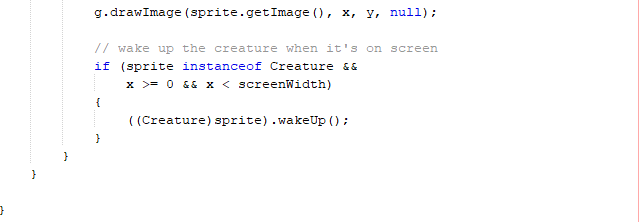 g.drawImage(sprite.getImage(), x, y, null);
// wake up the creature when it's on screen
if (sprite instanceof Creature &&
x >= 0 && x < screenWidth)
{
((Creature)sprite).wakeUp();
}
}
}
}